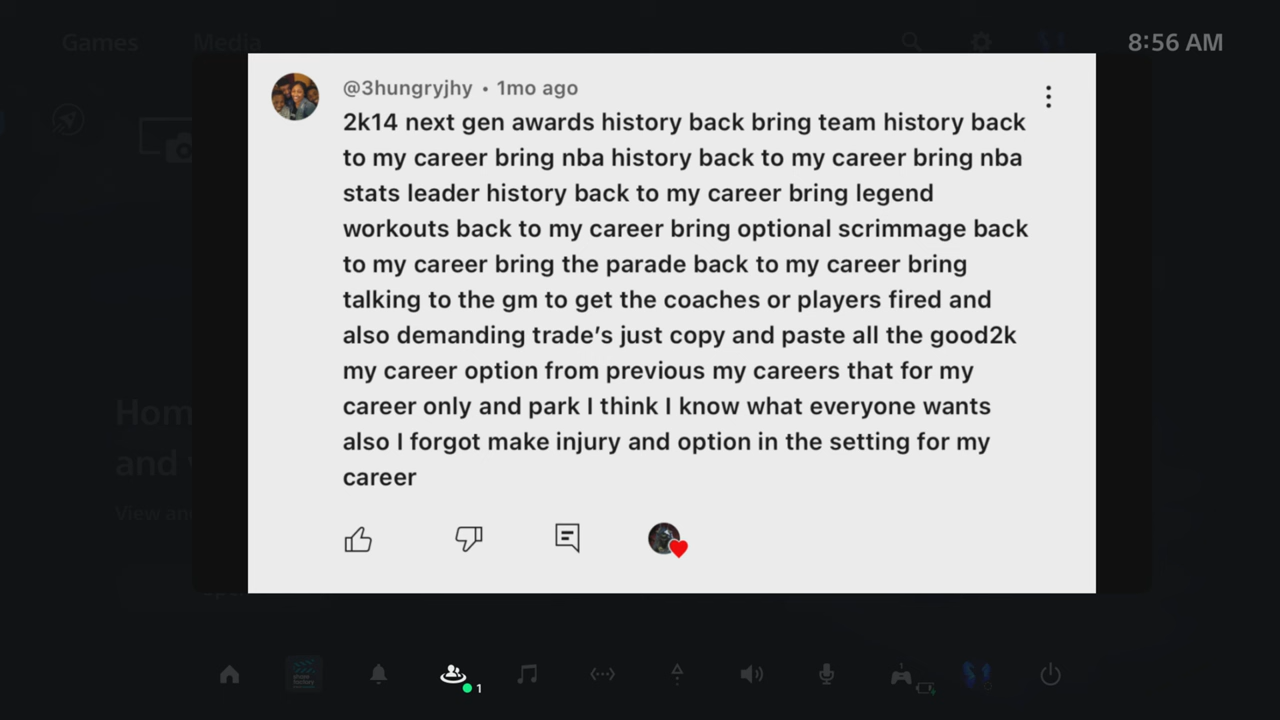 Games Media 8:56 AM
@3hungryjhy • 1mo ago
2k14 next gen awards history back bring team history back
to my career bring nba history back to my career bring nba
stats leader history back to my career bring legend
workouts back to my career bring optional scrimmage back
to my career bring the parade back to my career bring
talking to the gm to get the coaches or players fired and
also demanding trade’s just copy and paste all the good2k
my career option from previous my careers that for my
career only and park I think I know what everyone wants
also I forgot make injury and option in the setting for my
career
Hom
and
View an
1